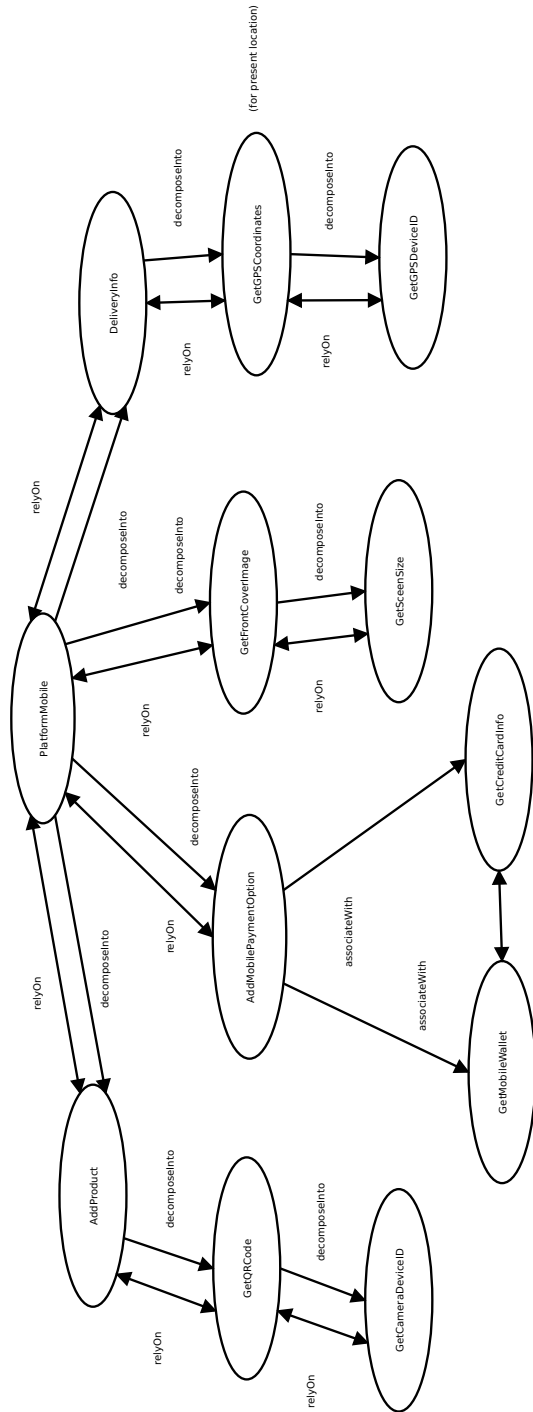 PlatformMobile
relyOn
decomposeInto
relyOn
decomposeInto
relyOn
decomposeInto
relyOn
decomposeInto
AddProduct
AddMobilePaymentOption
GetFrontCoverImage
DeliveryInfo
relyOn
decomposeInto
associateWith
associateWith
relyOn
decomposeInto
relyOn
decomposeInto
GetQRCode
GetMobileWallet
GetCreditCardInfo
GetSceenSize
GetGPSCoordinates
(for present location)
relyOn
decomposeInto
relyOn
decomposeInto
GetCameraDeviceID
GetGPSDeviceID